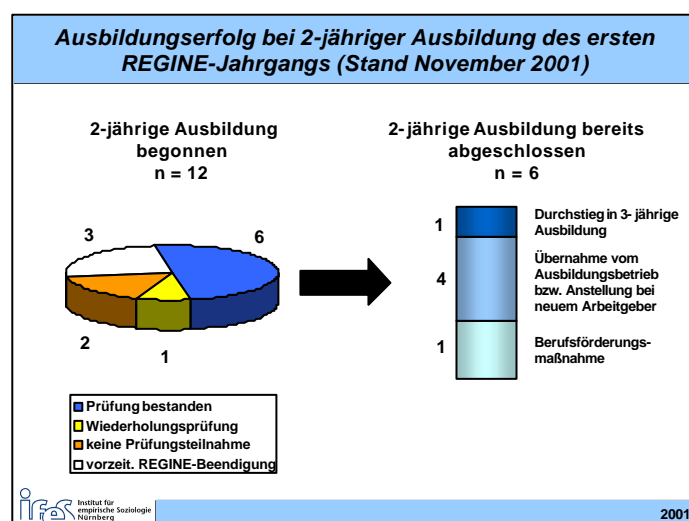 Ausbildungserfolg bei 2-jähriger Ausbildung des ersten
REGINE-Jahrgangs (Stand November 2001)
2-jährige Ausbildung
begonnen
n = 12
3
6
2
1
Prüfung bestanden
Wiederholungsprüfung
keine Prüfungsteilnahme
vorzeit. REGINE-Beendigung
2-jährige Ausbildung bereits
abgeschlossen
n = 6
1
Durchstieg in 3- jährige
Ausbildung
4
Übernahme vom
Ausbildungsbetrieb
bzw. Anstellung bei
neuem Arbeitgeber
1
Berufsförderungs-
maßnahme
ifes
Institut für
empirische Soziologie
Nürnberg
2001